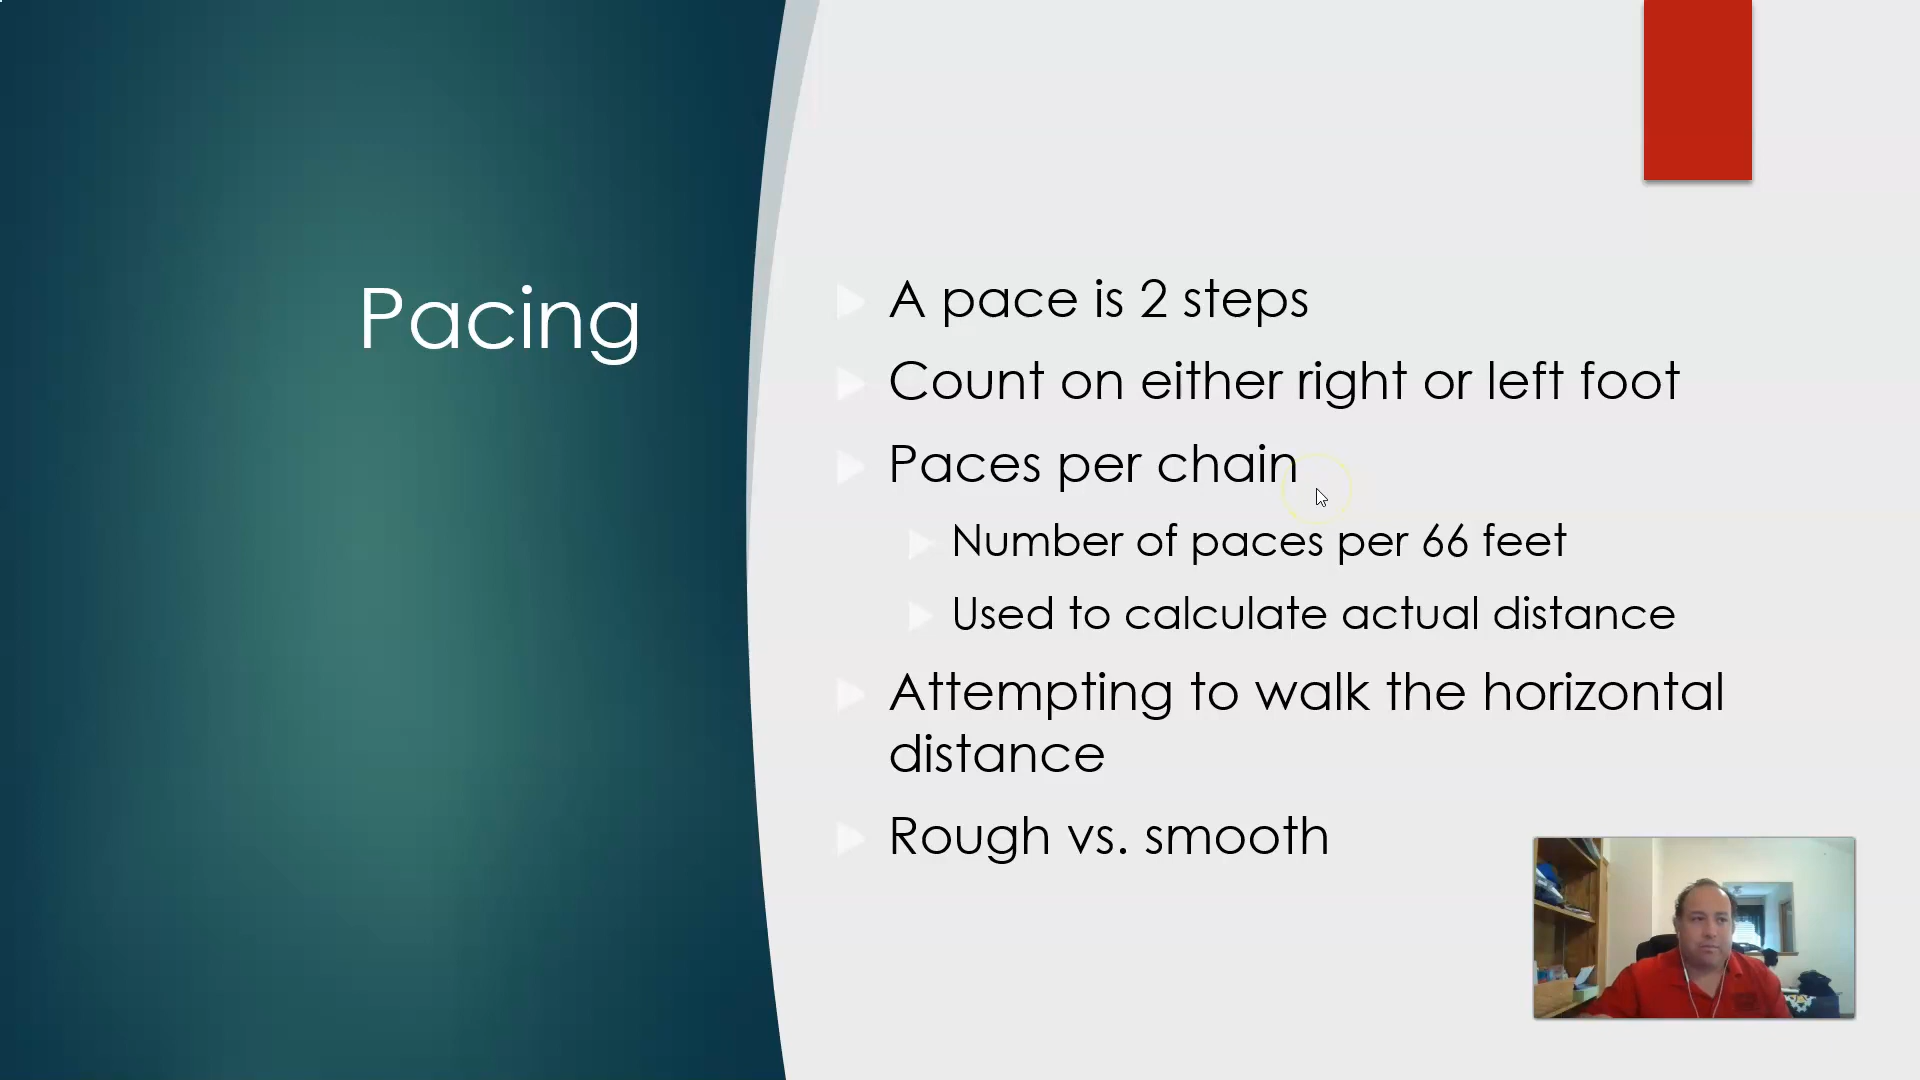 Pacing
A pace is 2 steps
Count on either right or left foot
Paces per chain
Number of paces per 66 feet
Used to calculate actual distance
Attempting to walk the horizontal
distance
Rough vs. smooth